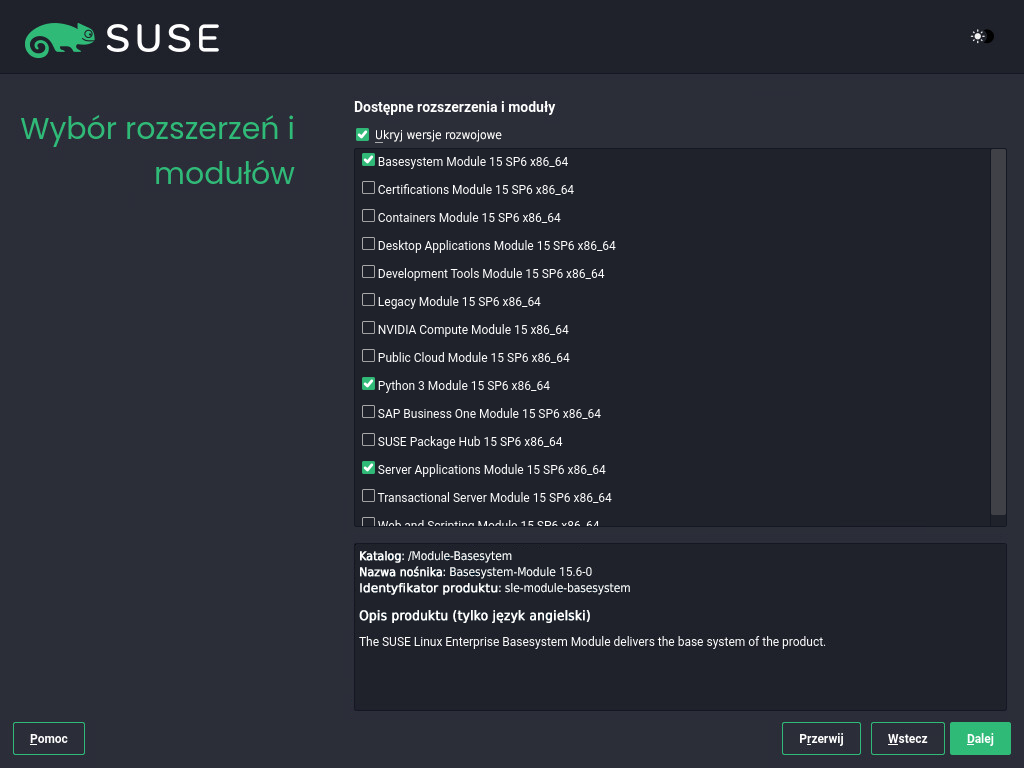 SUSE
Wybór rozszerzeń i
modułów
Dostępne rozszerzenia i moduły
Ukryj wersje rozwojowe
Basesystem Module 15 SP6 x86_64
Certifications Module 15 SP6 x86_64
Containers Module 15 SP6 x86_64
Desktop Applications Module 15 SP6 x86_64
Development Tools Module 15 SP6 x86_64
Legacy Module 15 SP6 x86_64
NVIDIA Compute Module 15 x86_64
Public Cloud Module 15 SP6 x86_64
Python 3 Module 15 SP6 x86_64
SAP Business One Module 15 SP6 x86_64
SUSE Package Hub 15 SP6 x86_64
Server Applications Module 15 SP6 x86_64
Transactional Server Module 15 SP6 x86_64
Web and Scripting Module 15 SP6 x86_64
Katalog: /Module-Basesytem
Nazwa nośnika: Basesystem-Module 15.6-0
Identyfikator produktu: sle-module-basesystem
Opis produktu (tylko język angielski)
The SUSE Linux Enterprise Basesystem Module delivers the base system of the product.
Pomoc
Przerwij
Wstecz
Dalej